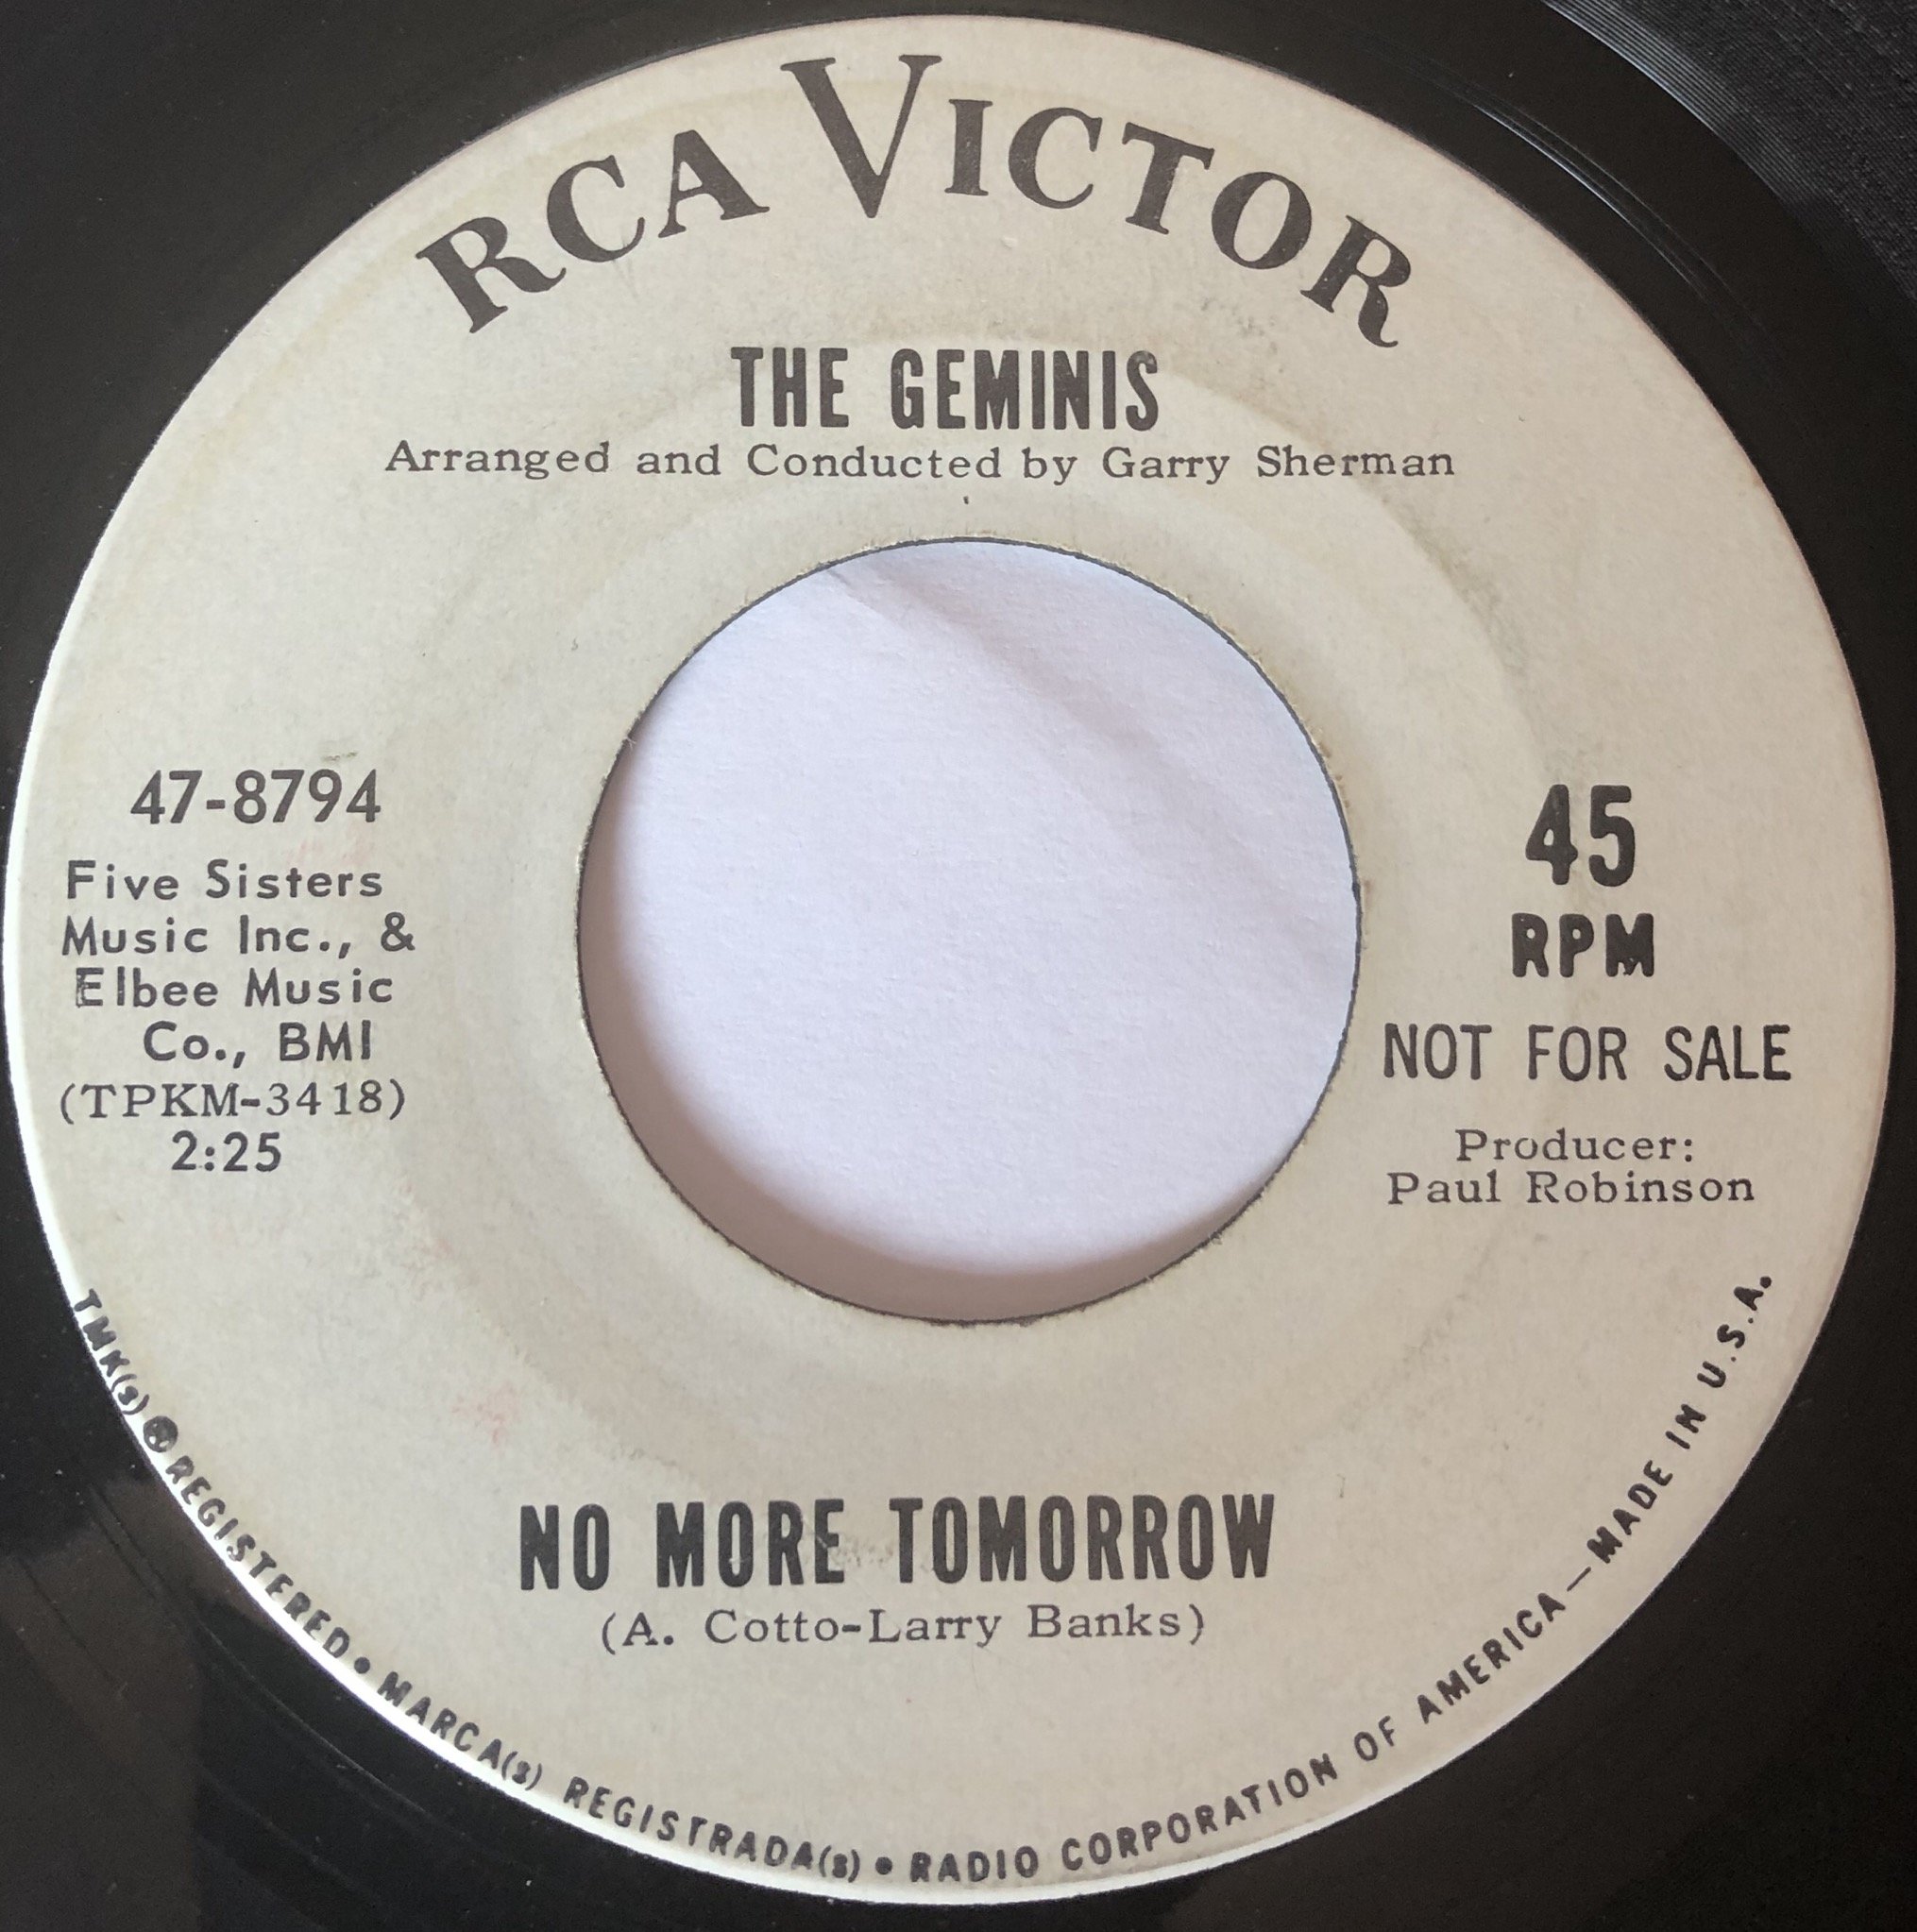 RCA VICTOR
THE GEMINIS
Arranged and Conducted by Garry Sherman
47-8794
Five Sisters
Music Inc., &
Elbee Music
Co., BMI
(TPKM-3418)
2:25
45
RPM
NOT FOR SALE
Producer:
Paul Robinson
NO MORE TOMORROW
(A. Cotto-Larry Banks)
TMK(s) ® REGISTERED • MARCA(s) REGISTRADA(s) • RADIO CORPORATION OF AMERICA—MADE IN U.S.A.